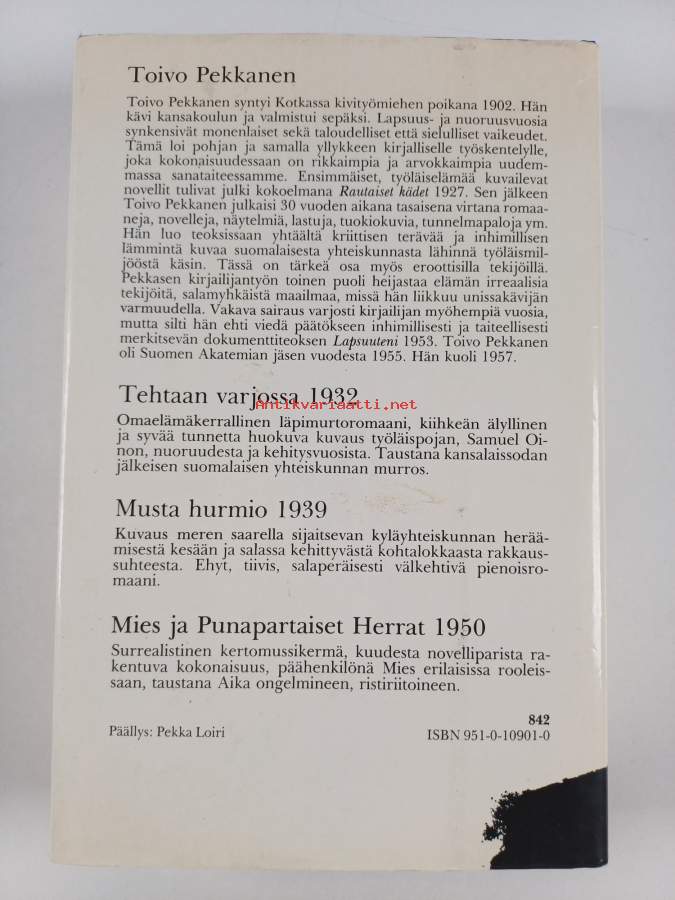 Toivo Pekkanen
Toivo Pekkanen syntyi Kotkassa kivityömiehen poikana 1902. Hän
kävi kansakoulun ja valmistui sepäksi. Lapsuus- ja nuoruusvuosia
synkensivät monenlaiset sekä taloudelliset että sielulliset vaikeudet.
Tämä loi pohjan ja samalla yllykkeen kirjalliselle työskentelylle,
joka kokonaisuudessaan on rikkaimpia ja arvokkaimpia uudem-
massa sanataiteessamme. Ensimmäiset, työläiselämää kuvailevat
novellit tulivat julki kokoelmana Rautaiset kädet 1927. Sen jälkeen
Toivo Pekkanen julkaisi 30 vuoden aikana tasaisena virtana romaa-
neja, novelleja, näytelmiä, lastuja, tuokiokuvia, tunnelmapaloja ym.
Hän luo teoksissaan yhtäältä kriittisen terävää ja inhimillisen
lämmintä kuvaa suomalaisesta yhteiskunnasta lähinnä työläismil-
jööstä käsin. Tässä on tärkeä osa myös eroottisilla tekijöillä.
Pekkasen kirjailijantyön toinen puoli heijastaa elämän irreaalisia
tekijöitä, salamyhkäistä maailmaa, missä hän liikkuu unissakävijän
varmuudella. Vakava sairaus varjosti kirjailijan myöhempiä vuosia,
mutta silti hän ehti viedä päätökseen inhimillisesti ja taiteellisesti
merkitsevän dokumenttiteoksen Lapsuuteni 1953. Toivo Pekkanen
oli Suomen Akatemian jäsen vuodesta 1955. Hän kuoli 1957.
Tehtaan varjossa 1932
Antikvariaatti.net
Omaelämäkerrallinen läpimurtoromaani, kiihkeän älyllinen
ja syvää tunnetta huokuva kuvaus työläispojan, Samuel Oi-
non, nuoruudesta ja kehitysvuosista. Taustana kansalaissodan
jälkeisen suomalaisen yhteiskunnan murros.
Musta hurmio 1939
Kuvaus meren saarella sijaitsevan kyläyhteiskunnan herää-
misestä kesään ja salassa kehittyvästä kohtalokkaasta rakkaus-
suhteesta. Ehyt, tiivis, salaperäisesti välkehtivä pienoisro-
maani.
Mies ja Punapartaiset Herrat 1950
Surrealistinen kertomussikermä, kuudesta novelliparista ra-
kentuva kokonaisuus, päähenkilönä Mies erilaisissa rooleis-
saan, taustana Aika ongelmineen, ristiriitoineen.
842
Päällys: Pekka Loiri
ISBN 951-0-10901-0